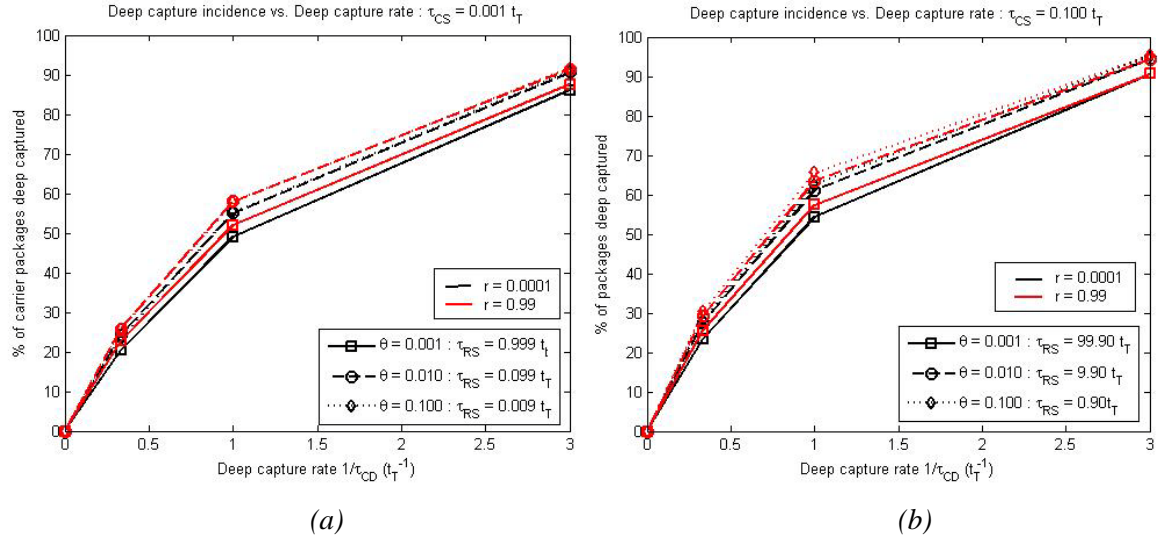 Deep capture incidence vs. Deep capture rate : τCS = 0.001 tT
% of carrier packages deep captured
100
90
80
70
60
50
40
30
20
10
0
0 0.5 1 1.5 2 2.5 3
Deep capture rate 1/τCD (tT-1)
r = 0.0001
r = 0.99
θ = 0.001 : τRS = 0.999 tt
θ = 0.010 : τRS = 0.099 tT
θ = 0.100 : τRS = 0.009 tT
(a)
Deep capture incidence vs. Deep capture rate : τCS = 0.100 tT
% of packages deep captured
100
90
80
70
60
50
40
30
20
10
0
0 0.5 1 1.5 2 2.5 3
Deep capture rate 1/τCD (tT-1)
r = 0.0001
r = 0.99
θ = 0.001 : τRS = 99.90 tT
θ = 0.010 : τRS = 9.90 tT
θ = 0.100 : τRS = 0.90tT
(b)